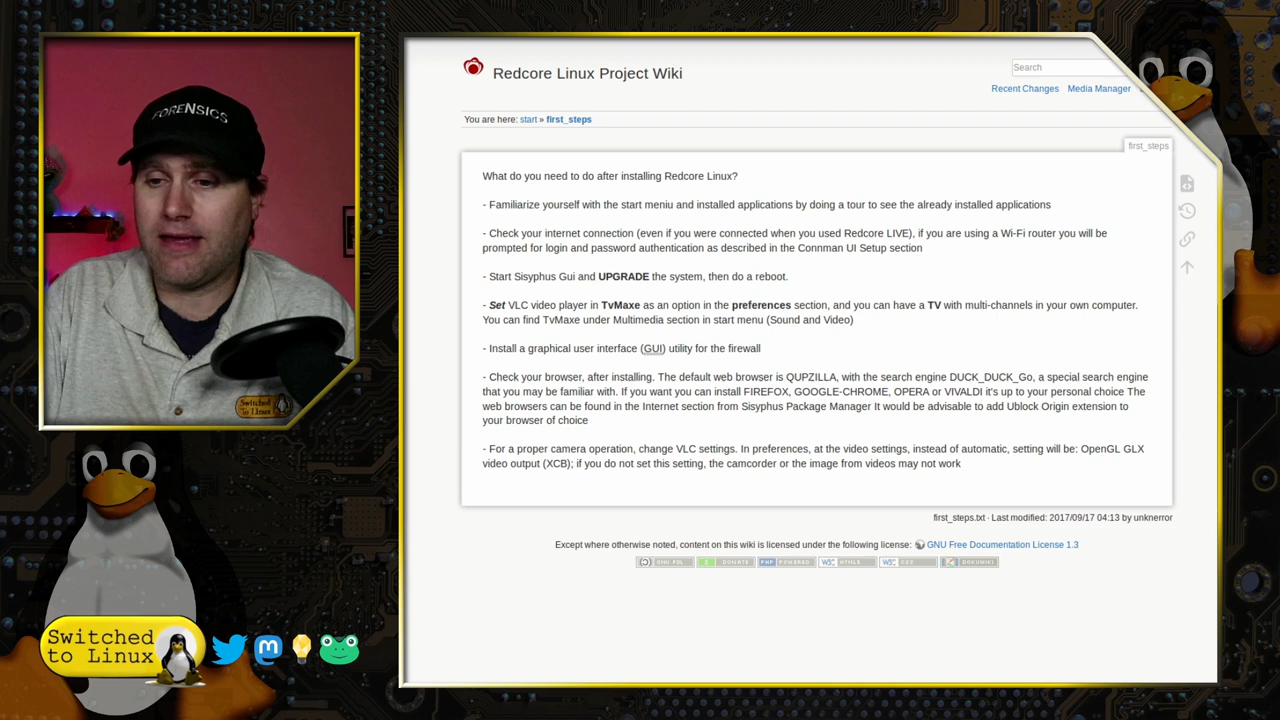 FORENSICS
Switched
to Linux
Redcore Linux Project Wiki
Search
Recent Changes Media Manager
You are here: start » first_steps
first_steps
What do you need to do after installing Redcore Linux?
- Familiarize yourself with the start meniu and installed applications by doing a tour to see the already installed applications
- Check your internet connection (even if you were connected when you used Redcore LIVE), if you are using a Wi-Fi router you will be
prompted for login and password authentication as described in the Connman UI Setup section
- Start Sisyphus Gui and UPGRADE the system, then do a reboot.
- Set VLC video player in TvMaxe as an option in the preferences section, and you can have a TV with multi-channels in your own computer.
You can find TvMaxe under Multimedia section in start menu (Sound and Video)
- Install a graphical user interface (GUI) utility for the firewall
- Check your browser, after installing. The default web browser is QUPZILLA, with the search engine DUCK_DUCK_Go, a special search engine
that you may be familiar with. If you want you can install FIREFOX, GOOGLE-CHROME, OPERA or VIVALDI it's up to your personal choice The
web browsers can be found in the Internet section from Sisyphus Package Manager It would be advisable to add Ublock Origin extension to
your browser of choice
- For a proper camera operation, change VLC settings. In preferences, at the video settings, instead of automatic, setting will be: OpenGL GLX
video output (XCB); if you do not set this setting, the camcorder or the image from videos may not work
first_steps.txt · Last modified: 2017/09/17 04:13 by unknerror
Except where otherwise noted, content on this wiki is licensed under the following license: GNU Free Documentation License 1.3
GNU FDL DONATE PHP POWERED W3C HTML5 W3C CSS DOKUWIKI
Switched
to Linux